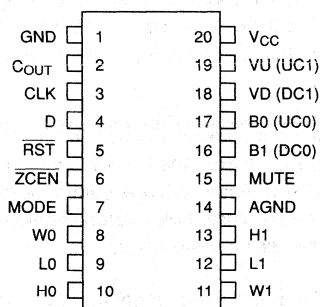 GND 1 20 VCC
COUT 2 19 VU (UC1)
CLK 3 18 VD (DC1)
D 4 17 B0 (UC0)
RST 5 16 B1 (DC0)
ZCEN 6 15 MUTE
MODE 7 14 AGND
W0 8 13 H1
L0 9 12 L1
H0 10 11 W1